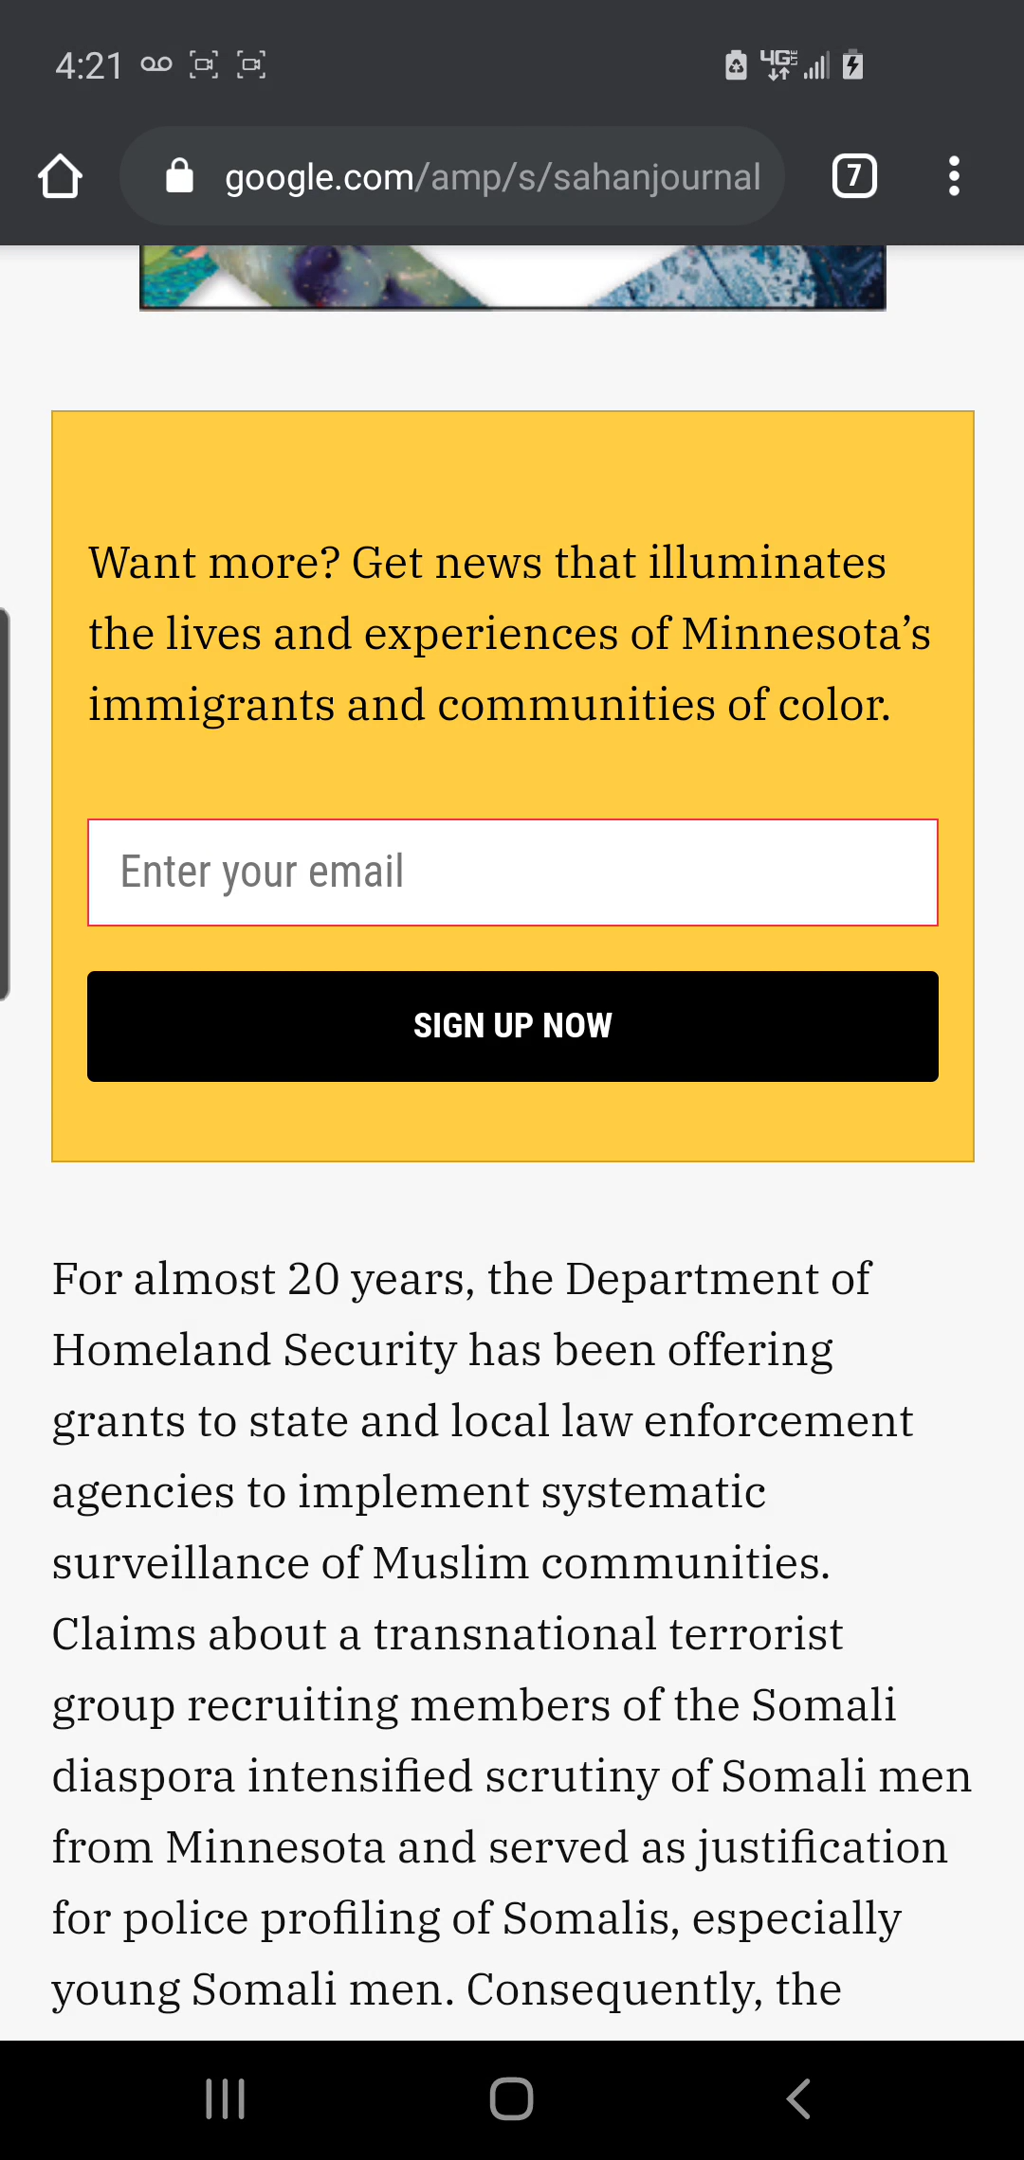 4:21
4G LTE
google.com/amp/s/sahanjournal
7
Want more? Get news that illuminates
the lives and experiences of Minnesota’s
immigrants and communities of color.
Enter your email
SIGN UP NOW
For almost 20 years, the Department of
Homeland Security has been offering
grants to state and local law enforcement
agencies to implement systematic
surveillance of Muslim communities.
Claims about a transnational terrorist
group recruiting members of the Somali
diaspora intensified scrutiny of Somali men
from Minnesota and served as justification
for police profiling of Somalis, especially
young Somali men. Consequently, the